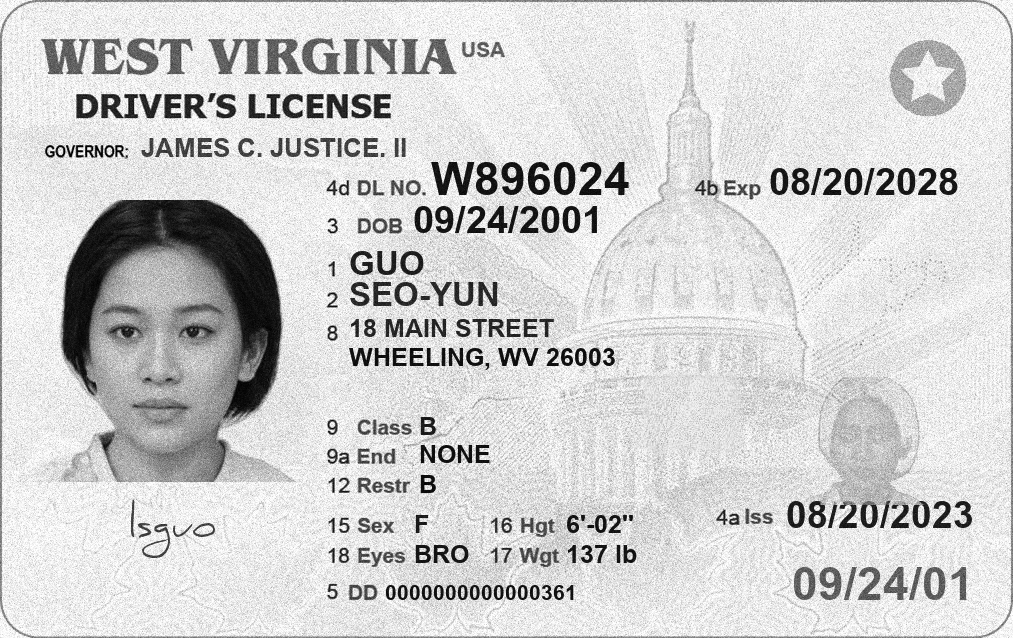 WEST VIRGINIA USA
DRIVER'S LICENSE
GOVERNOR: JAMES C. JUSTICE. II
4d DL NO. W896024 4b Exp 08/20/2028
3 DOB 09/24/2001
1 GUO
2 SEO-YUN
8 18 MAIN STREET
WHEELING, WV 26003
9 Class B
9a End NONE
12 Restr B
15 Sex F 16 Hgt 6'-02" 4a Iss 08/20/2023
18 Eyes BRO 17 Wgt 137 lb
5 DD 0000000000000361 09/24/01
lsguo